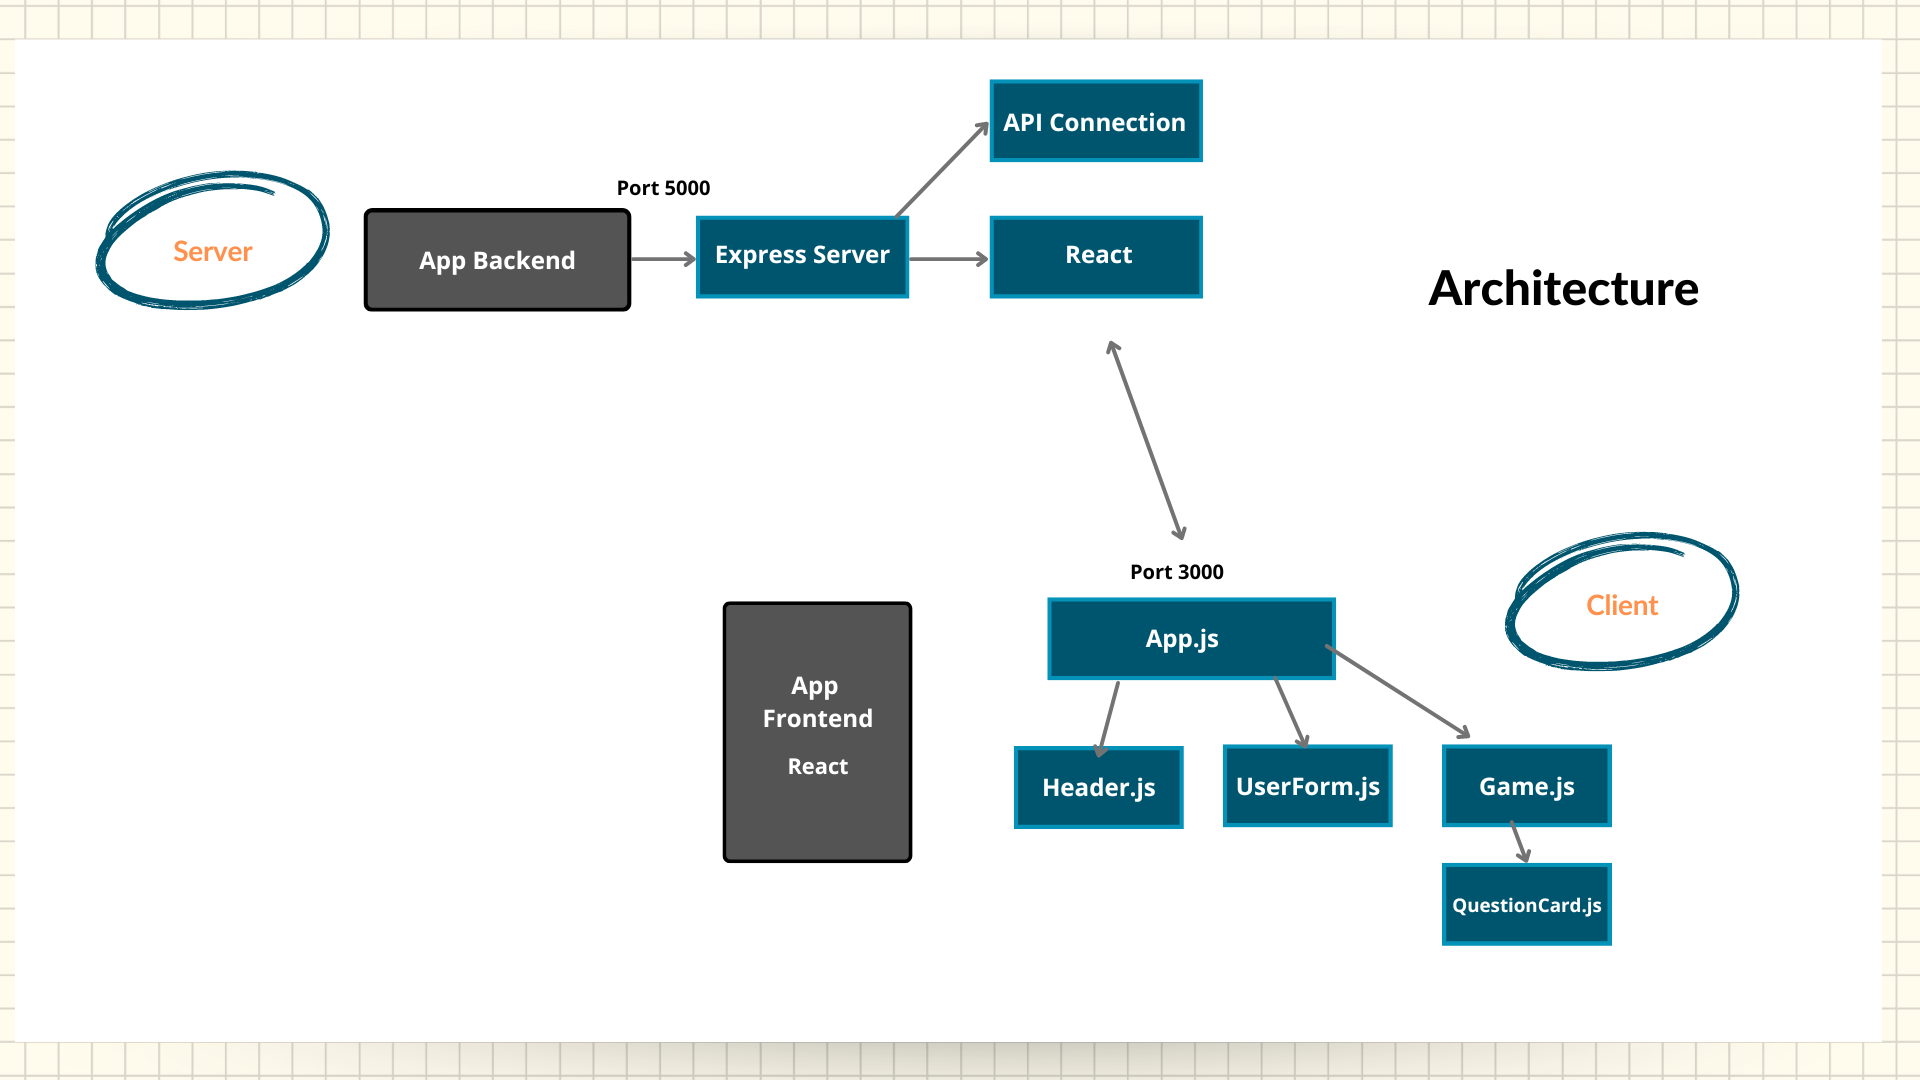 API Connection
Port 5000
Server
App Backend
Express Server
React
Architecture
Port 3000
Client
App.js
App
Frontend
React
Header.js
UserForm.js
Game.js
QuestionCard.js